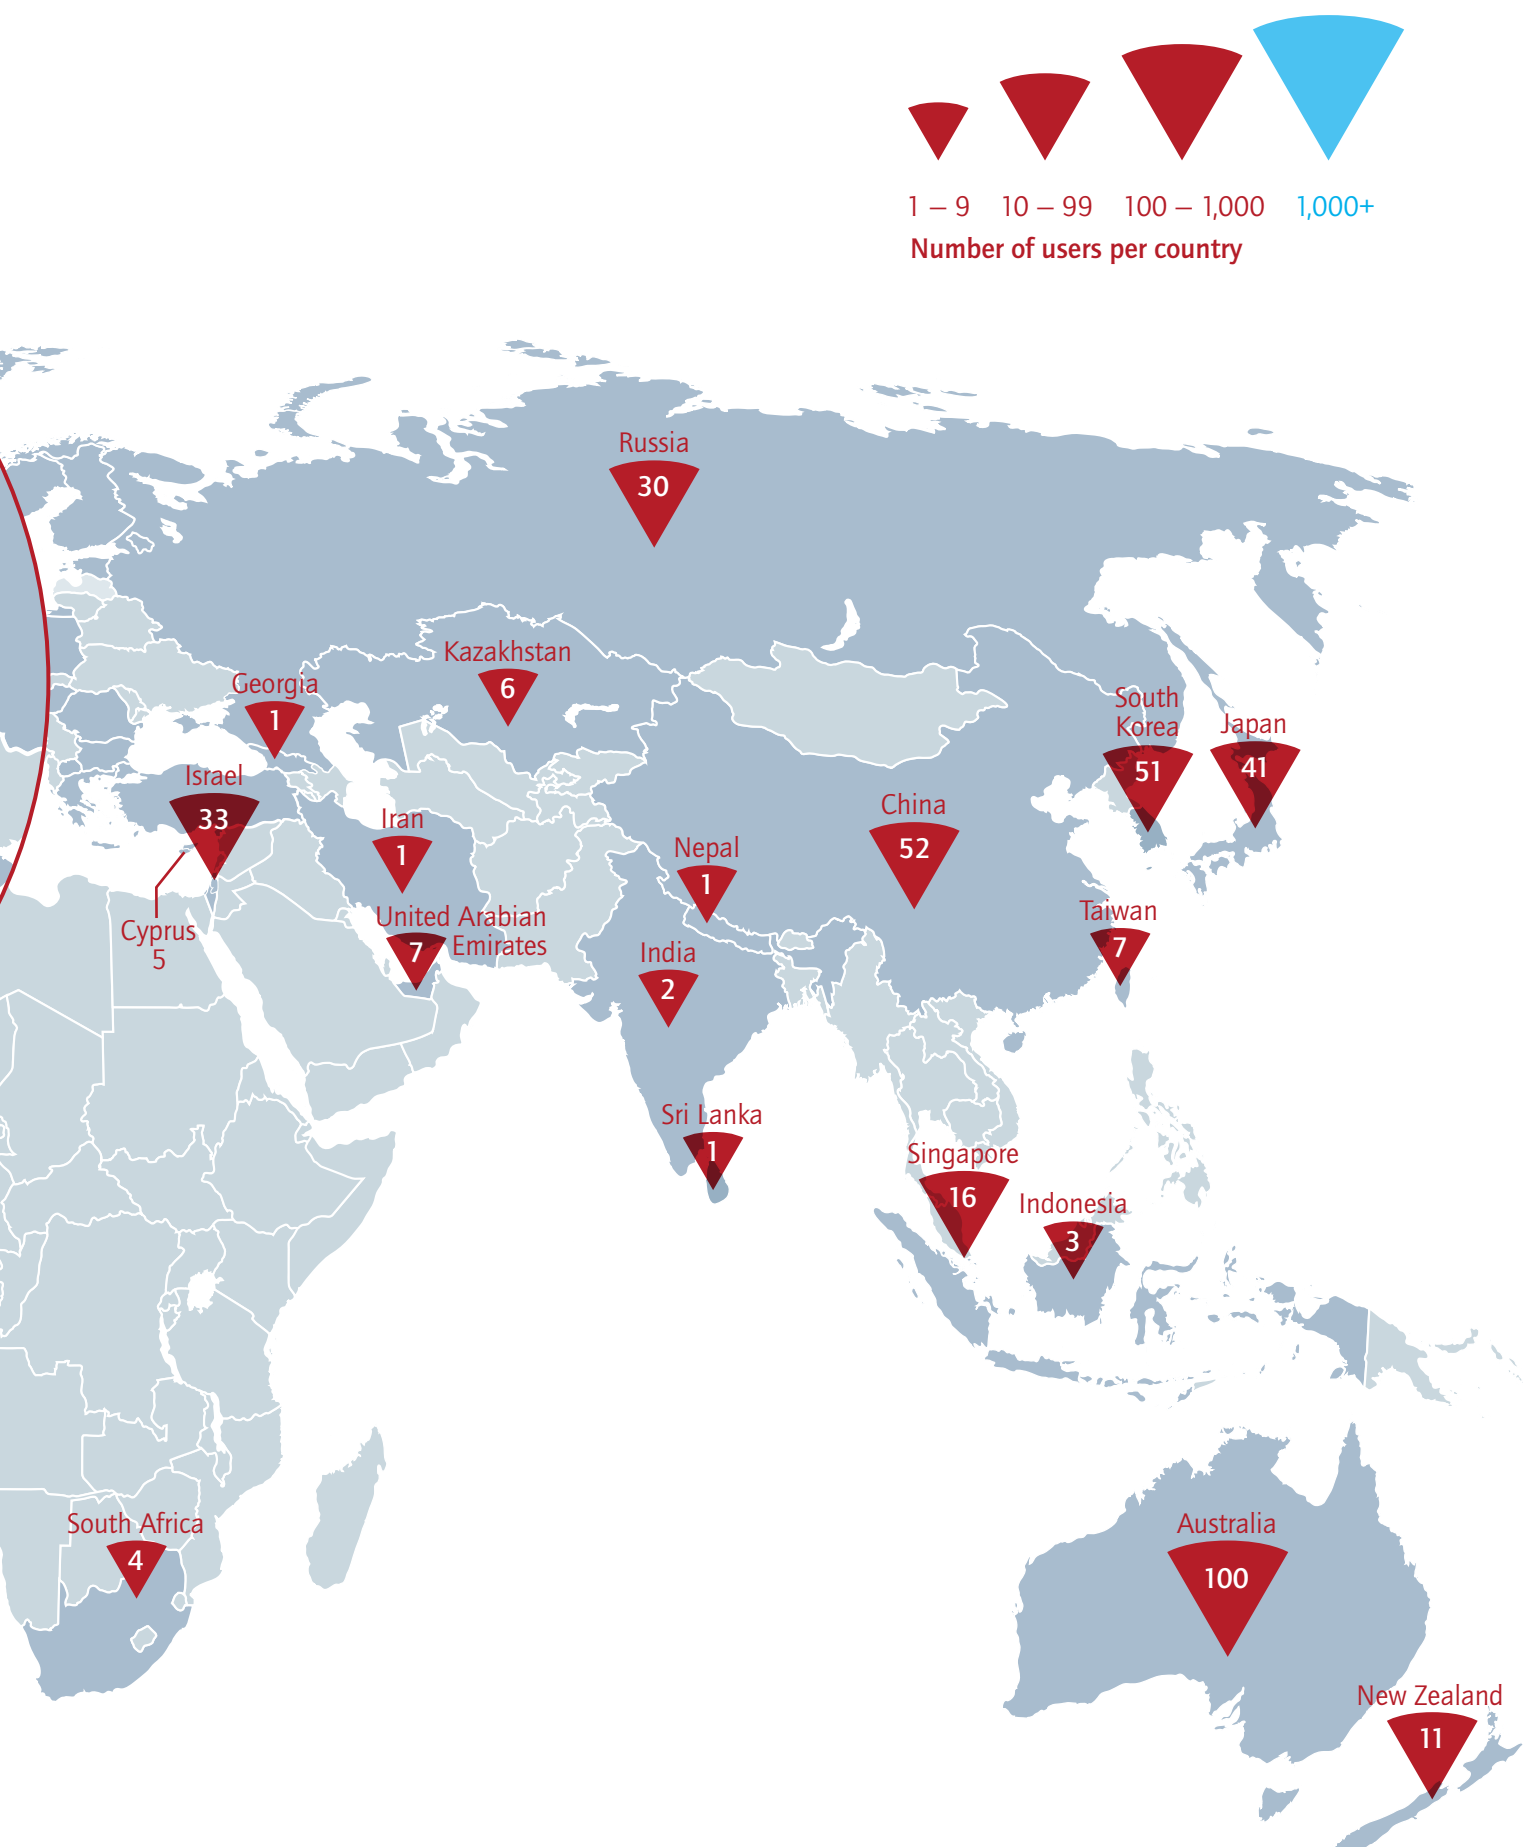 1 – 9 10 – 99 100 – 1,000 1,000+
Number of users per country
Russia
30
Kazakhstan
6
Georgia
1
South
Korea
51
Japan
41
Israel
33
Iran
1
China
52
Nepal
1
United Arabian
Emirates
7
Cyprus
5
Taiwan
7
India
2
Sri Lanka
1
Singapore
16
Indonesia
3
South Africa
4
Australia
100
New Zealand
11